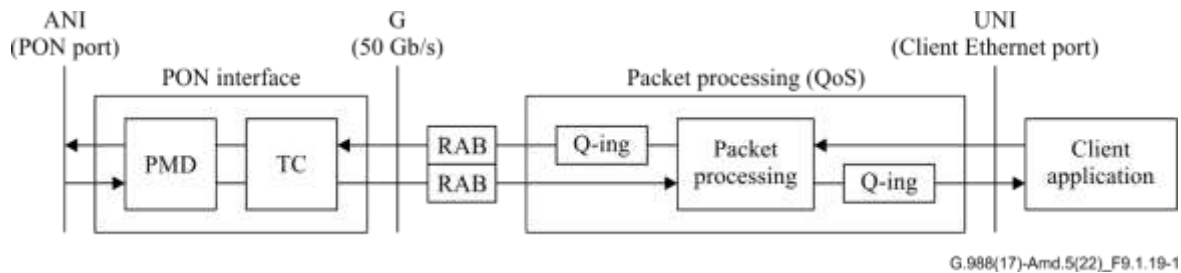 ANI
(PON port)
G
(50 Gb/s)
UNI
(Client Ethernet port)
PON interface
Packet processing (QoS)
PMD
TC
RAB
RAB
Q-ing
Packet
processing
Q-ing
Client
application
G.988(17)-Amd.5(22)_F9.1.19-1